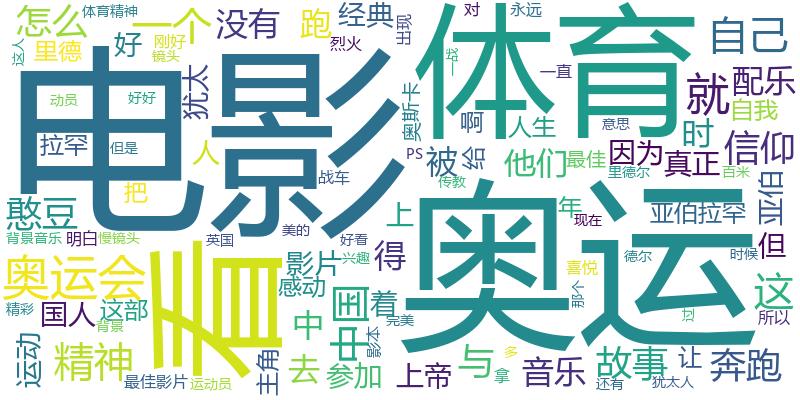 怎么
体育精神
一个
没有
跑
经典
出现
对
永远
体育
自己
这人
里德
好
刚好
镜头
烈火
一战
一直
电影
动员
好好
犹太
奥斯卡
啊
人生
就
配乐
自我
意思
时
拉罕
但是
人
PS
被
给
他们
最佳
因为
真正
信仰
把
战车
传教
里德尔
百米
憨豆
上
奥运
年
亚伯拉罕
亚伯
背景音乐
明白
慢镜头
英国
美的
好看
得
现在
但
奥运会
看
影片
兴趣
喜悦
德尔
时候
感动
中国
着
那个
这
精彩
国人
这部
背景
中
完美
影本
过
所以
运动
精神
主角
去
参加
上帝
与
多
拿
音乐
故事
让
奔跑
最佳影片
运动员
还有
犹太人